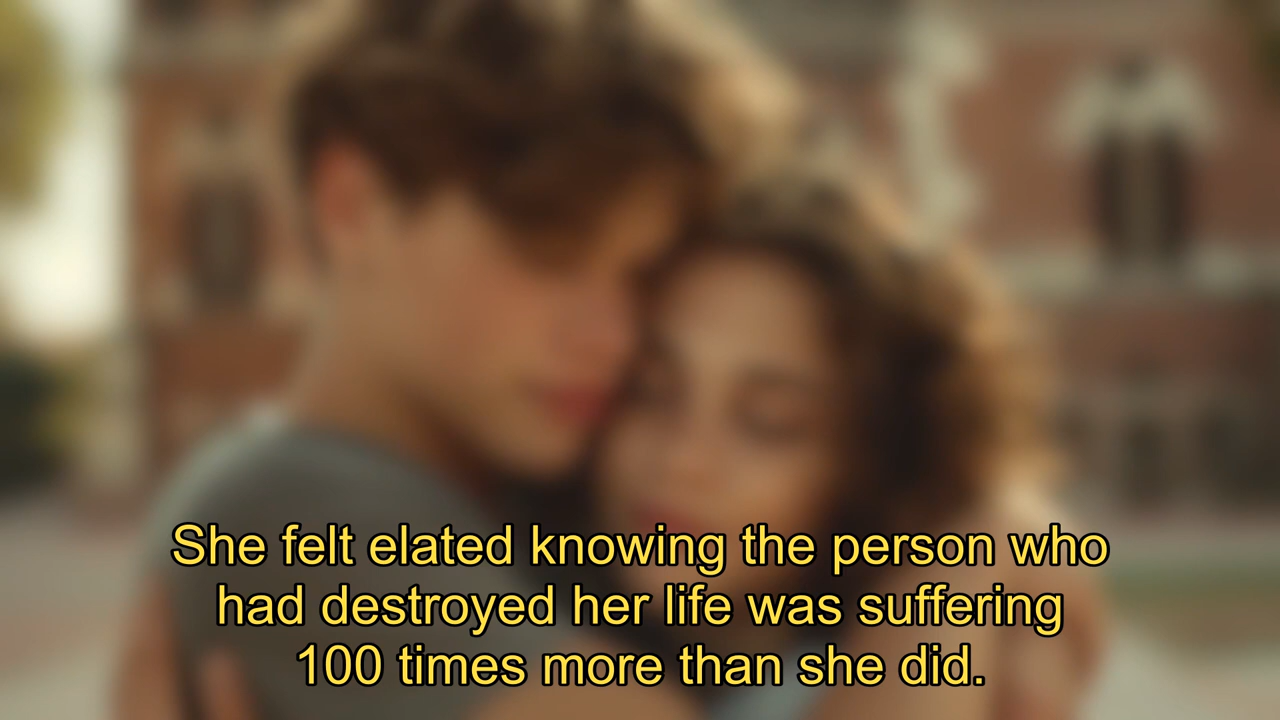 She felt elated knowing the person who
had destroyed her life was suffering
100 times more than she did.